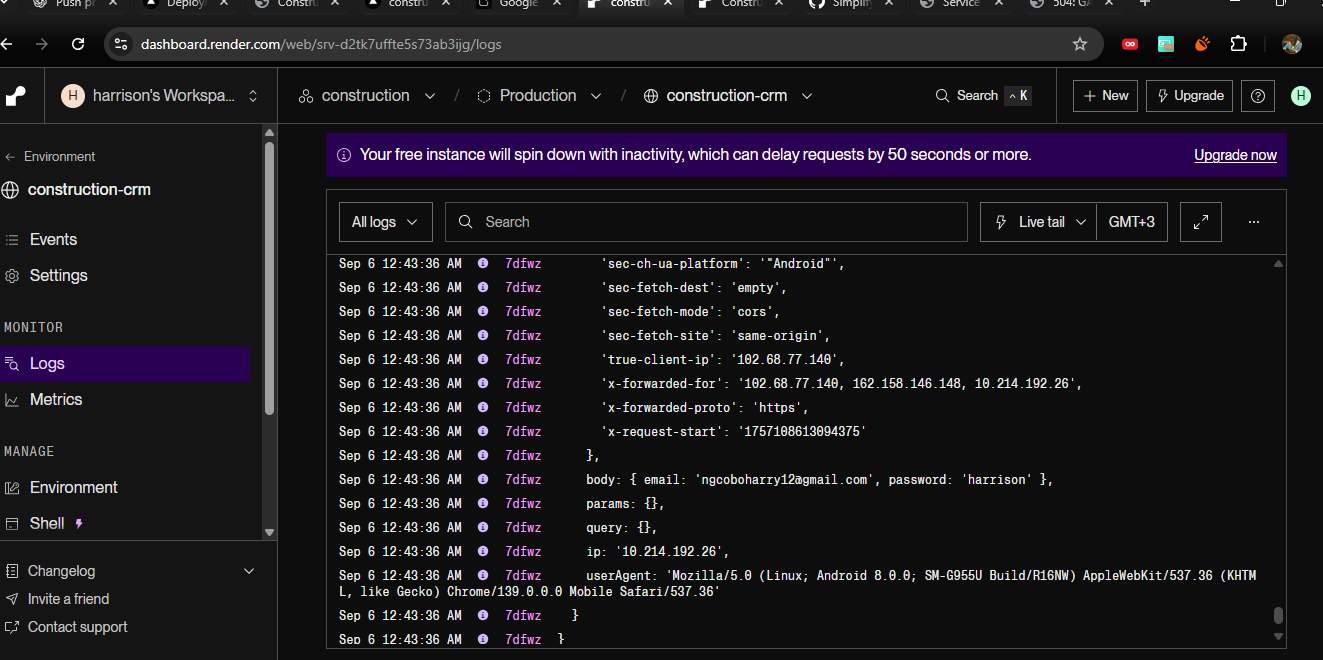 Push pr
Deploy
Constru
constru
Google
constru
Constru
Simplify
Service
504: GA
dashboard.render.com/web/srv-d2tk7uffte5s73ab3ijg/logs
H harrison's Workspa...
construction / Production / construction-crm
Search ^ K
+ New
Upgrade
H
Environment
construction-crm
Events
Settings
MONITOR
Logs
Metrics
MANAGE
Environment
Shell
Changelog
Invite a friend
Contact support
Your free instance will spin down with inactivity, which can delay requests by 50 seconds or more. Upgrade now
All logs Search Live tail GMT+3 ...
Sep 6 12:43:36 AM 7dfwz 'sec-ch-ua-platform': '"Android"',
Sep 6 12:43:36 AM 7dfwz 'sec-fetch-dest': 'empty',
Sep 6 12:43:36 AM 7dfwz 'sec-fetch-mode': 'cors',
Sep 6 12:43:36 AM 7dfwz 'sec-fetch-site': 'same-origin',
Sep 6 12:43:36 AM 7dfwz 'true-client-ip': '102.68.77.140',
Sep 6 12:43:36 AM 7dfwz 'x-forwarded-for': '102.68.77.140, 162.158.146.148, 10.214.192.26',
Sep 6 12:43:36 AM 7dfwz 'x-forwarded-proto': 'https',
Sep 6 12:43:36 AM 7dfwz 'x-request-start': '1757108613094375'
Sep 6 12:43:36 AM 7dfwz },
Sep 6 12:43:36 AM 7dfwz body: { email: 'ngcoboharry12@gmail.com', password: 'harrison' },
Sep 6 12:43:36 AM 7dfwz params: {},
Sep 6 12:43:36 AM 7dfwz query: {},
Sep 6 12:43:36 AM 7dfwz ip: '10.214.192.26',
Sep 6 12:43:36 AM 7dfwz userAgent: 'Mozilla/5.0 (Linux; Android 8.0.0; SM-G955U Build/R16NW) AppleWebKit/537.36 (KHTM
L, like Gecko) Chrome/139.0.0.0 Mobile Safari/537.36'
Sep 6 12:43:36 AM 7dfwz }
Sep 6 12:43:36 AM 7dfwz }